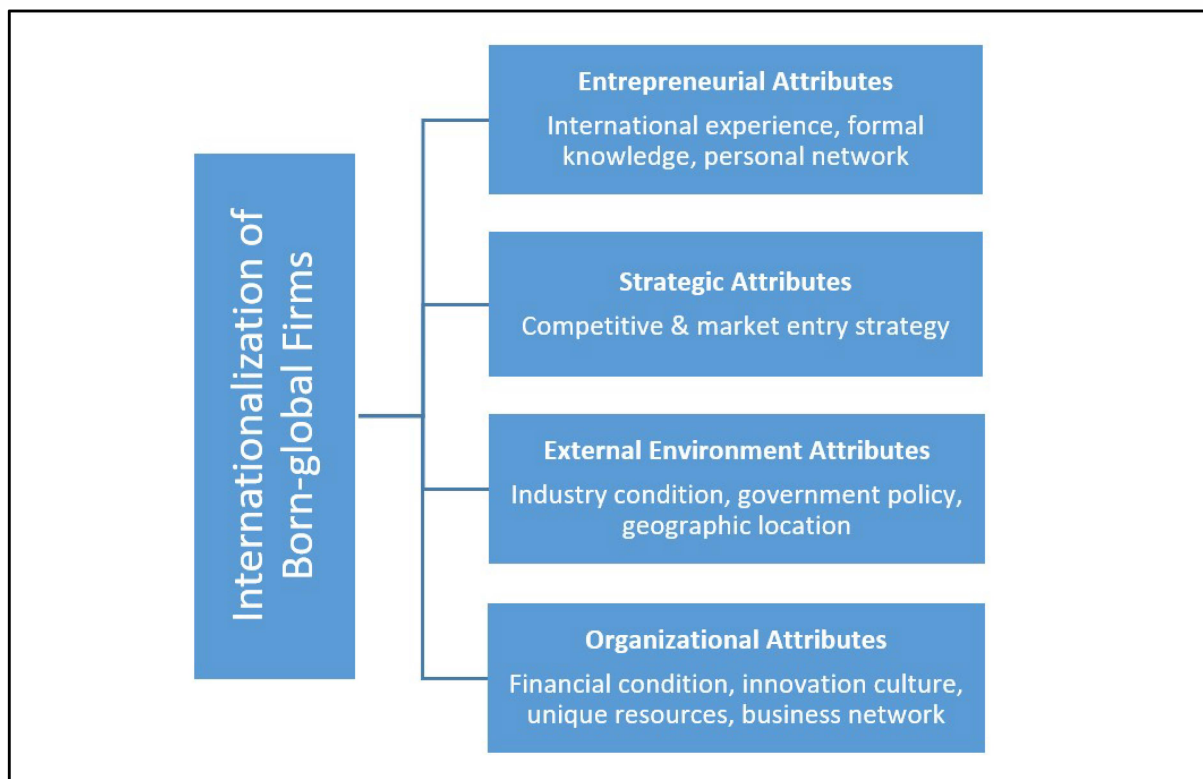 Internationalization of
Born-global Firms
Entrepreneurial Attributes
International experience, formal
knowledge, personal network
Strategic Attributes
Competitive & market entry strategy
External Environment Attributes
Industry condition, government policy,
geographic location
Organizational Attributes
Financial condition, innovation culture,
unique resources, business network